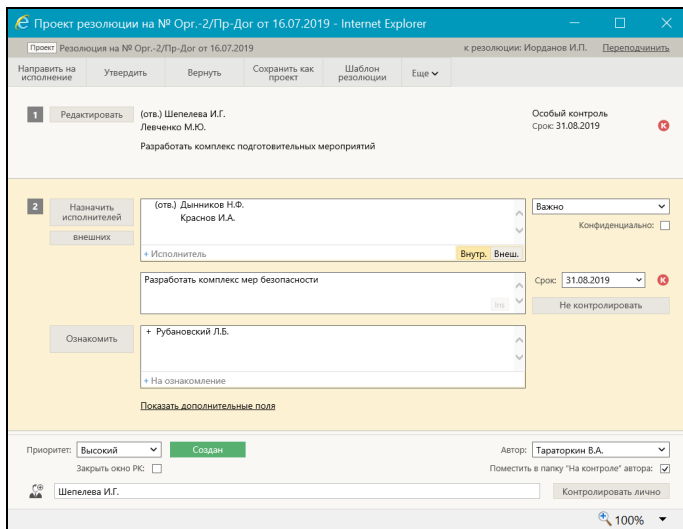 Проект резолюции на № Орг.-2/Пр-Дог от 16.07.2019 - Internet Explorer
Проект Резолюция на № Орг.-2/Пр-Дог от 16.07.2019 к резолюции: Иорданов И.П. Переподчинить
Направить на исполнение Утвердить Вернуть Сохранить как проект Шаблон резолюции Еще
1 Редактировать (отв.) Шепелева И.Г. Особый контроль
Левченко М.Ю. Срок: 31.08.2019 К
Разработать комплекс подготовительных мероприятий
2 Назначить исполнителей (отв.) Дынников Н.Ф. Важно
Краснов И.А. Конфиденциально:
внешних
+ Исполнитель Внутр. Внеш.
Разработать комплекс мер безопасности Срок: 31.08.2019 К
Ins Не контролировать
Ознакомить + Рубановский Л.Б.
+ На ознакомление
Показать дополнительные поля
Приоритет: Высокий Создан Автор: Тараторкин В.А.
Закрыть окно РК: Поместить в папку "На контроле" автора:
Шепелева И.Г. Контролировать лично
100%